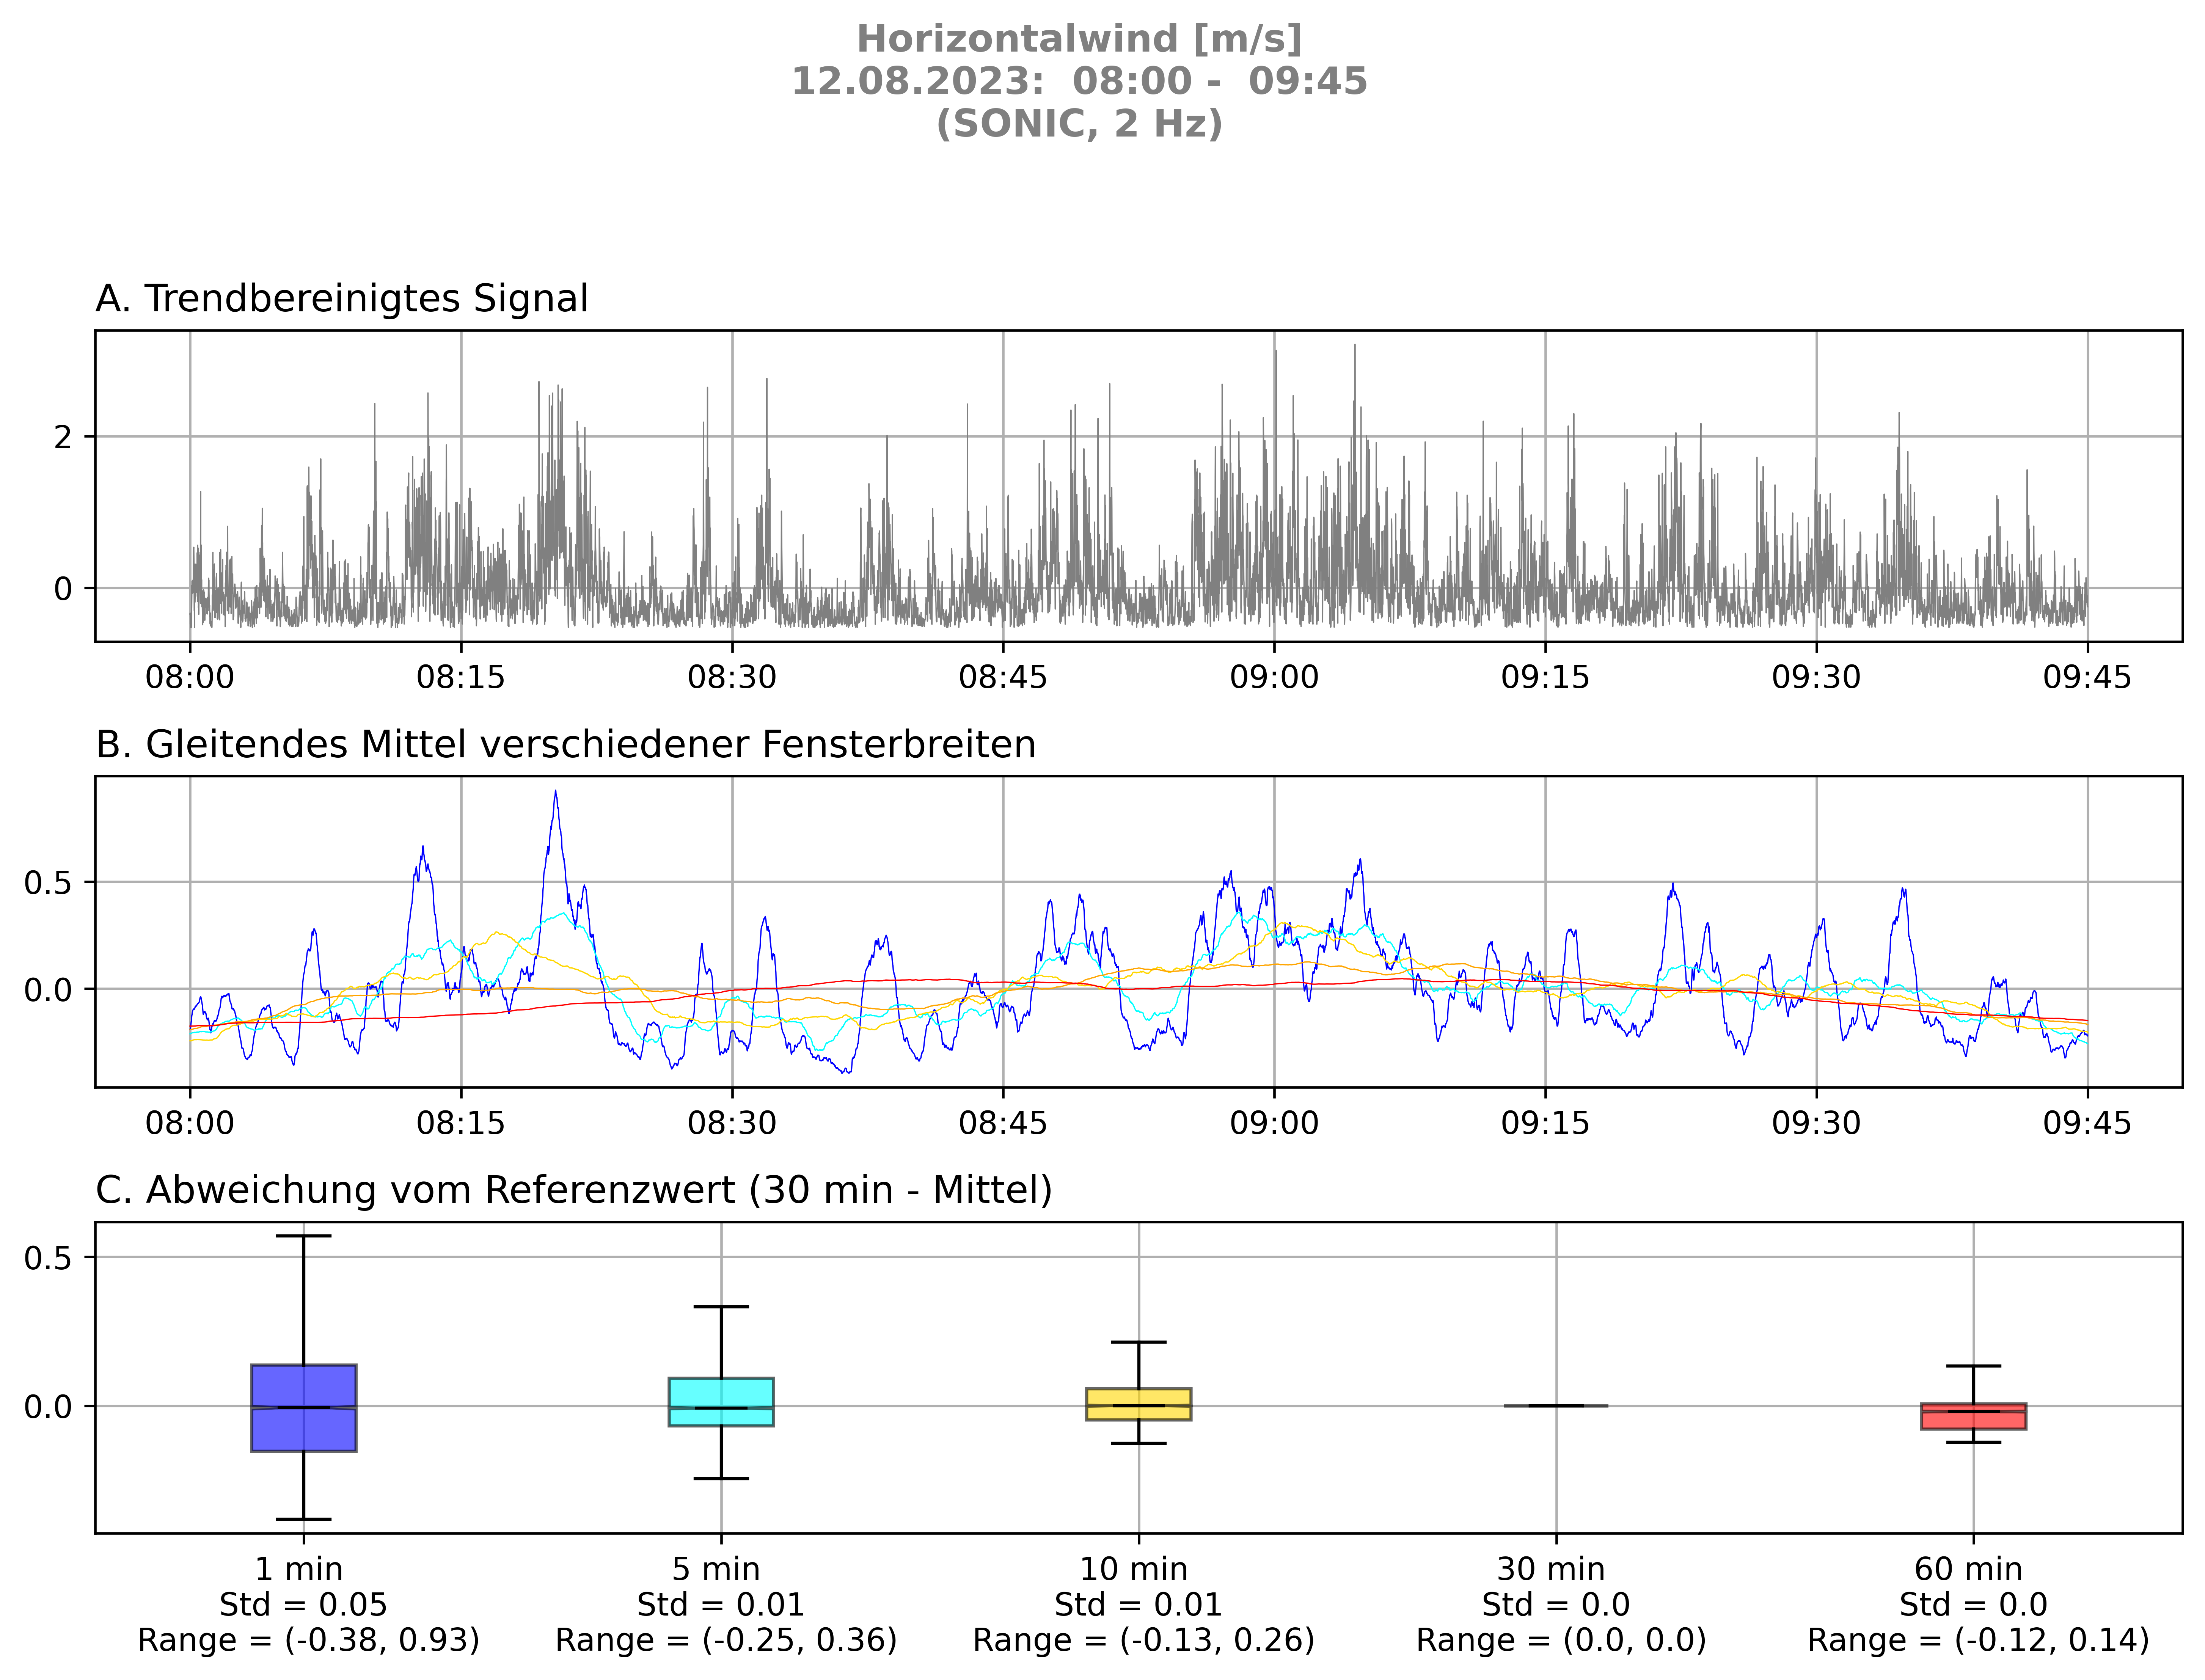 Horizontalwind [m/s]
12.08.2023:  08:00 -  09:45
(SONIC, 2 Hz)
A. Trendbereinigtes Signal
2
0
08:00 08:15 08:30 08:45 09:00 09:15 09:30 09:45
B. Gleitendes Mittel verschiedener Fensterbreiten
0.5
0.0
08:00 08:15 08:30 08:45 09:00 09:15 09:30 09:45
C. Abweichung vom Referenzwert (30 min - Mittel)
0.5
0.0
1 min 5 min 10 min 30 min 60 min
Std = 0.05 Std = 0.01 Std = 0.01 Std = 0.0 Std = 0.0
Range = (-0.38, 0.93) Range = (-0.25, 0.36) Range = (-0.13, 0.26) Range = (0.0, 0.0) Range = (-0.12, 0.14)